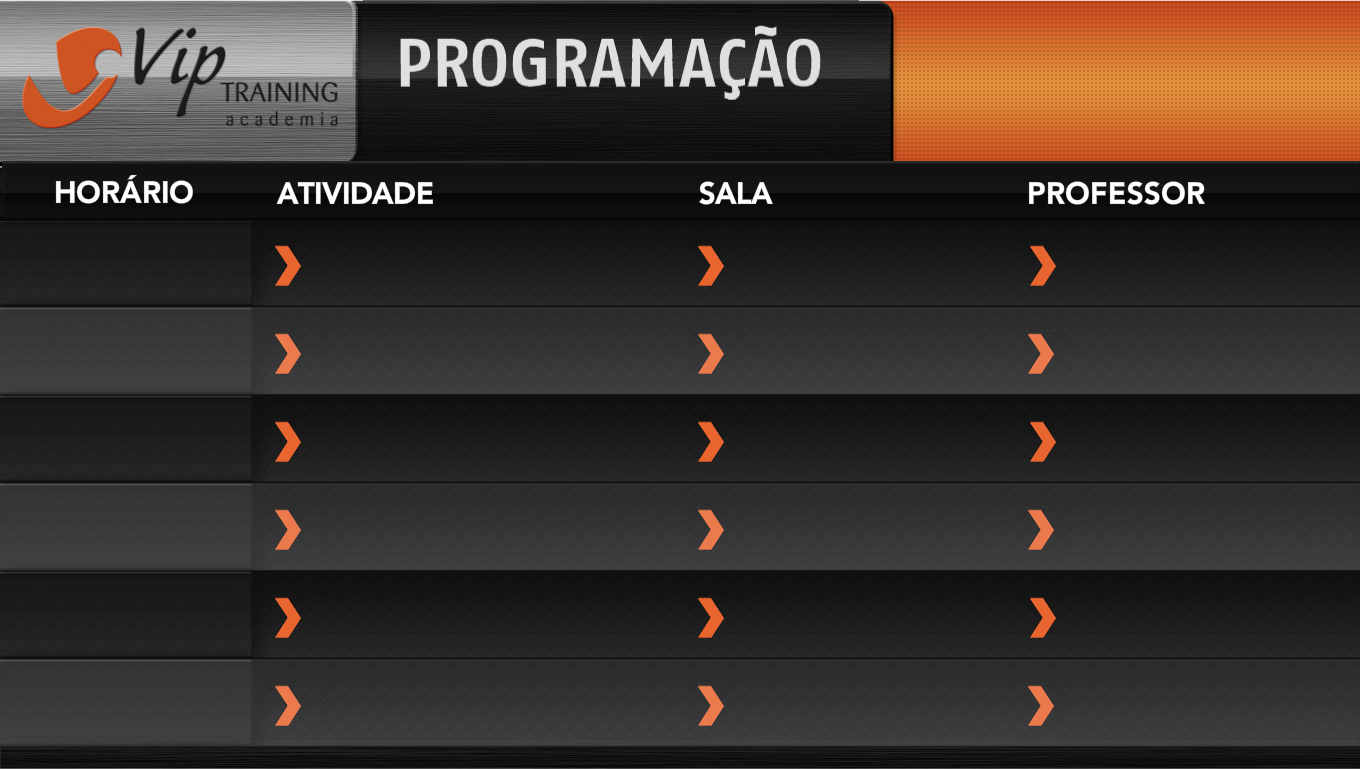 Vip
TRAINING
academia
PROGRAMAÇÃO
HORÁRIO ATIVIDADE SALA PROFESSOR